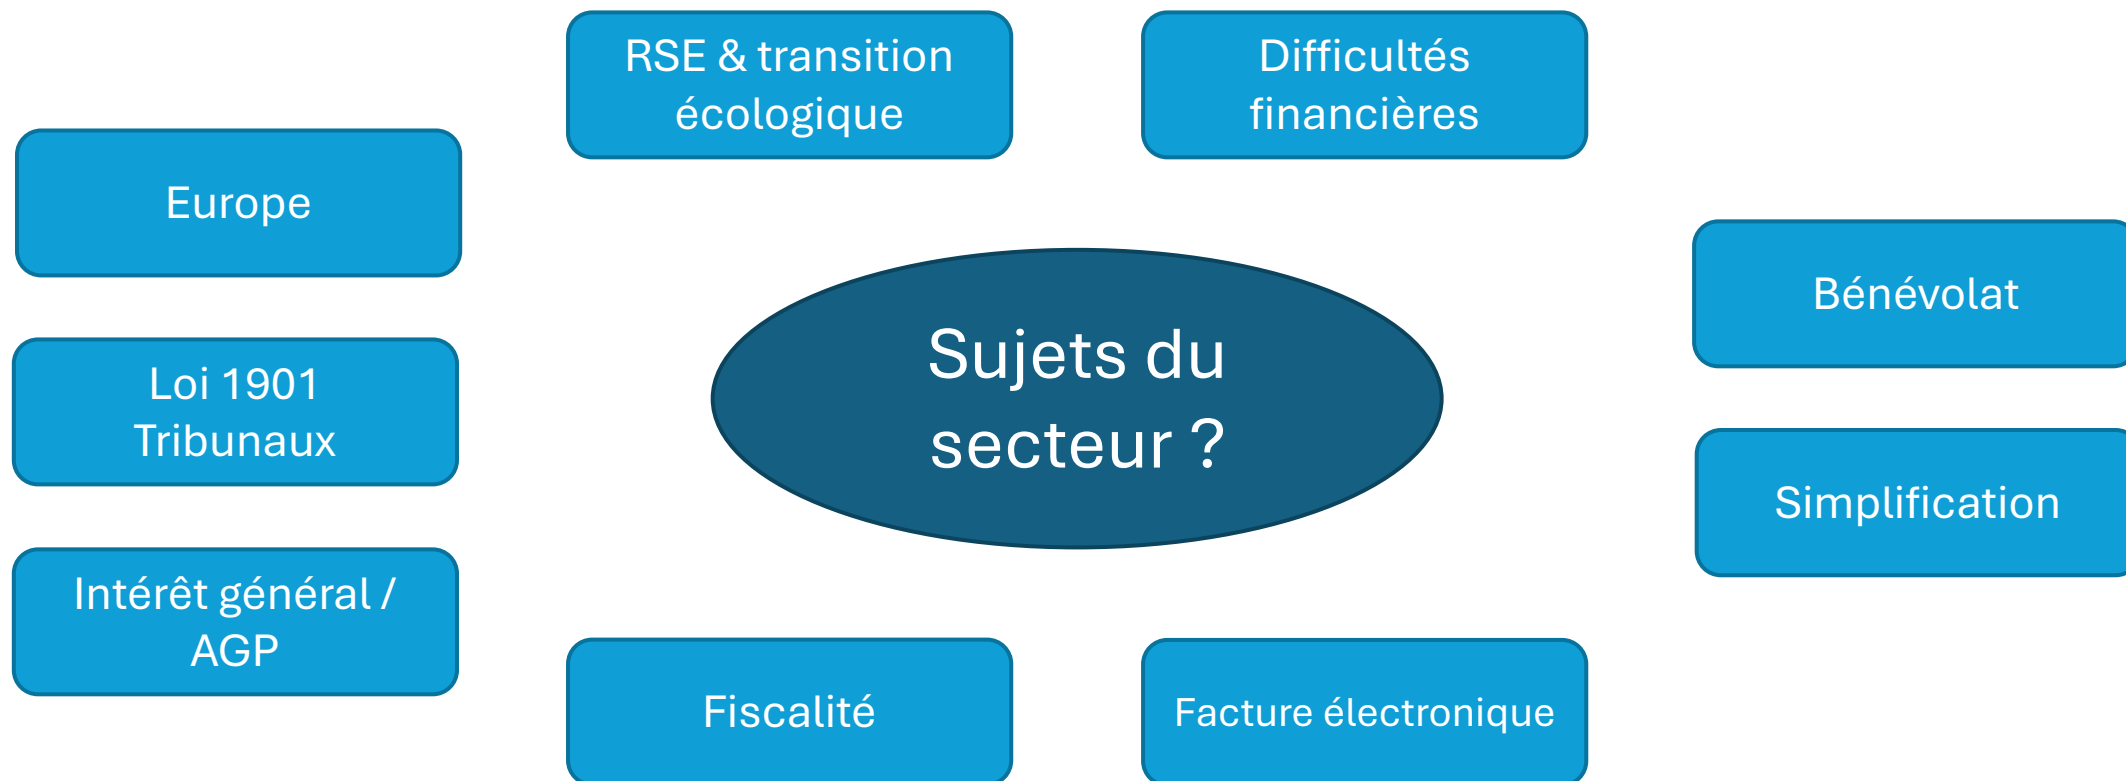 RSE & transition
écologique
Difficultés
financières
Europe
Bénévolat
Sujets du
secteur ?
Loi 1901
Tribunaux
Simplification
Intérêt général /
AGP
Fiscalité
Facture électronique